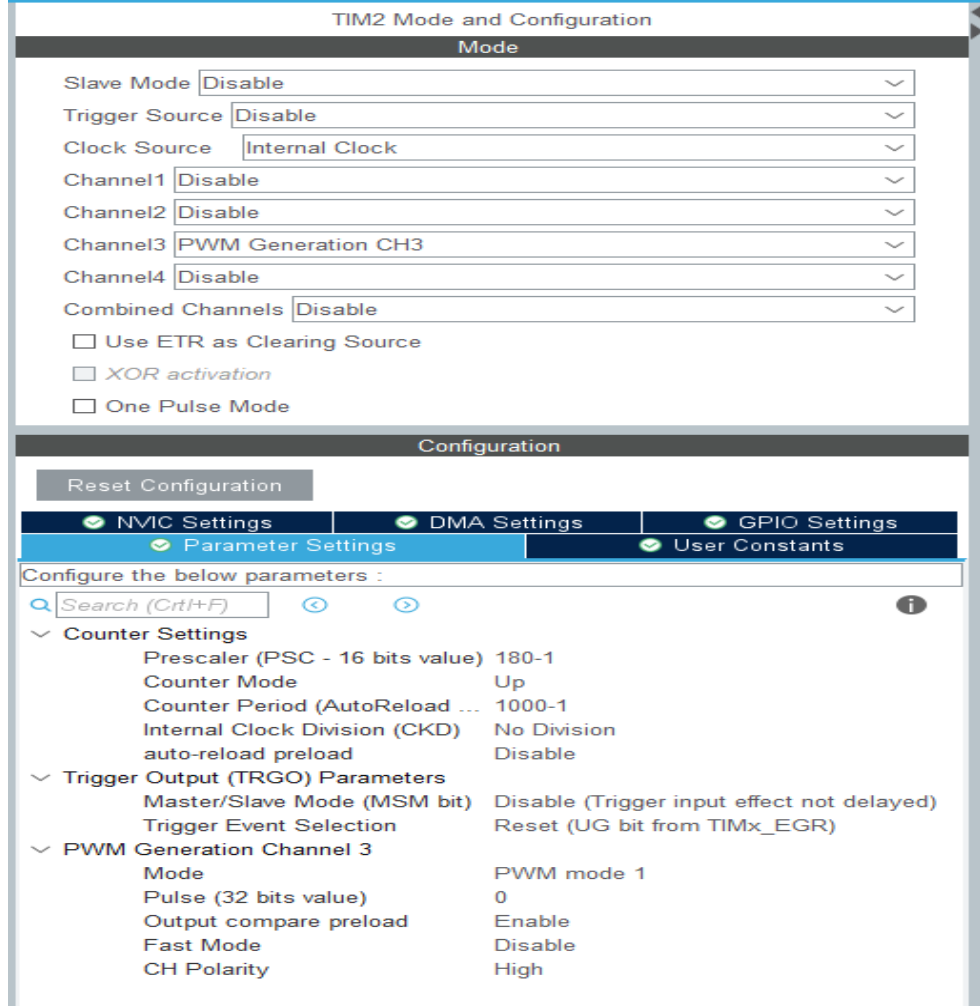 TIM2 Mode and Configuration
Mode
Slave Mode Disable
Trigger Source Disable
Clock Source Internal Clock
Channel1 Disable
Channel2 Disable
Channel3 PWM Generation CH3
Channel4 Disable
Combined Channels Disable
Use ETR as Clearing Source
XOR activation
One Pulse Mode
Configuration
Reset Configuration
NVIC Settings DMA Settings GPIO Settings
Parameter Settings User Constants
Configure the below parameters :
Search (Crtl+F)
Counter Settings
Prescaler (PSC - 16 bits value) 180-1
Counter Mode Up
Counter Period (AutoReload ... 1000-1
Internal Clock Division (CKD) No Division
auto-reload preload Disable
Trigger Output (TRGO) Parameters
Master/Slave Mode (MSM bit) Disable (Trigger input effect not delayed)
Trigger Event Selection Reset (UG bit from TIMx_EGR)
PWM Generation Channel 3
Mode PWM mode 1
Pulse (32 bits value) 0
Output compare preload Enable
Fast Mode Disable
CH Polarity High